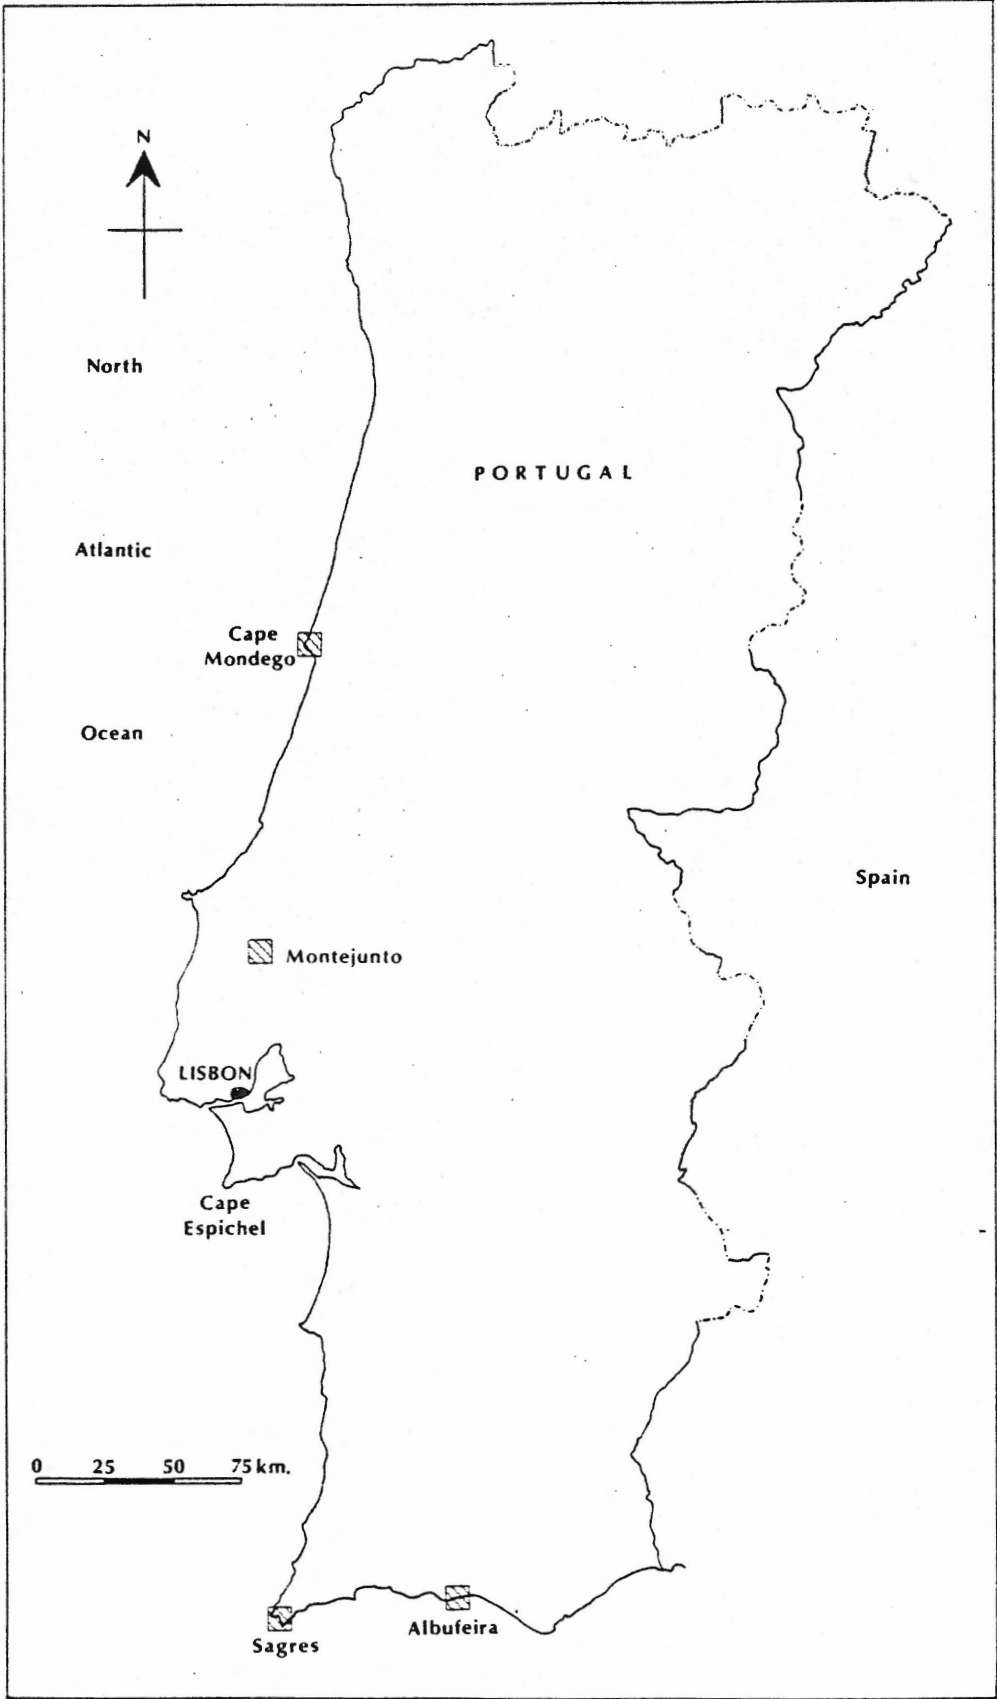 N
North
PORTUGAL
Atlantic
Cape
Mondego
Ocean
Spain
Montejunto
LISBON
Cape
Espichel
0 25 50 75 km.
Albufeira
Sagres